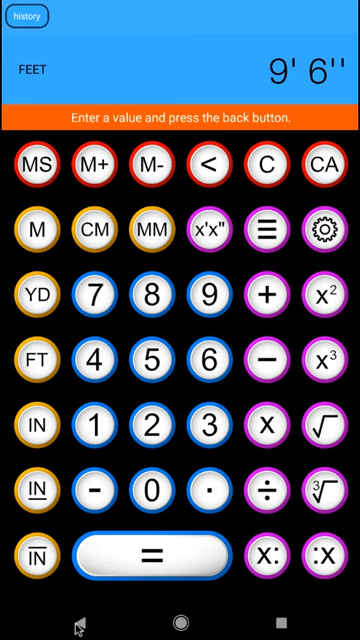 history
FEET 9' 6''
Enter a value and press the back button.
MS M+ M- < C CA
M CM MM x'x"
YD 7 8 9 + x²
FT 4 5 6 − x³
IN 1 2 3 x √
IN - 0 . ÷ ³√
IN = x: :x